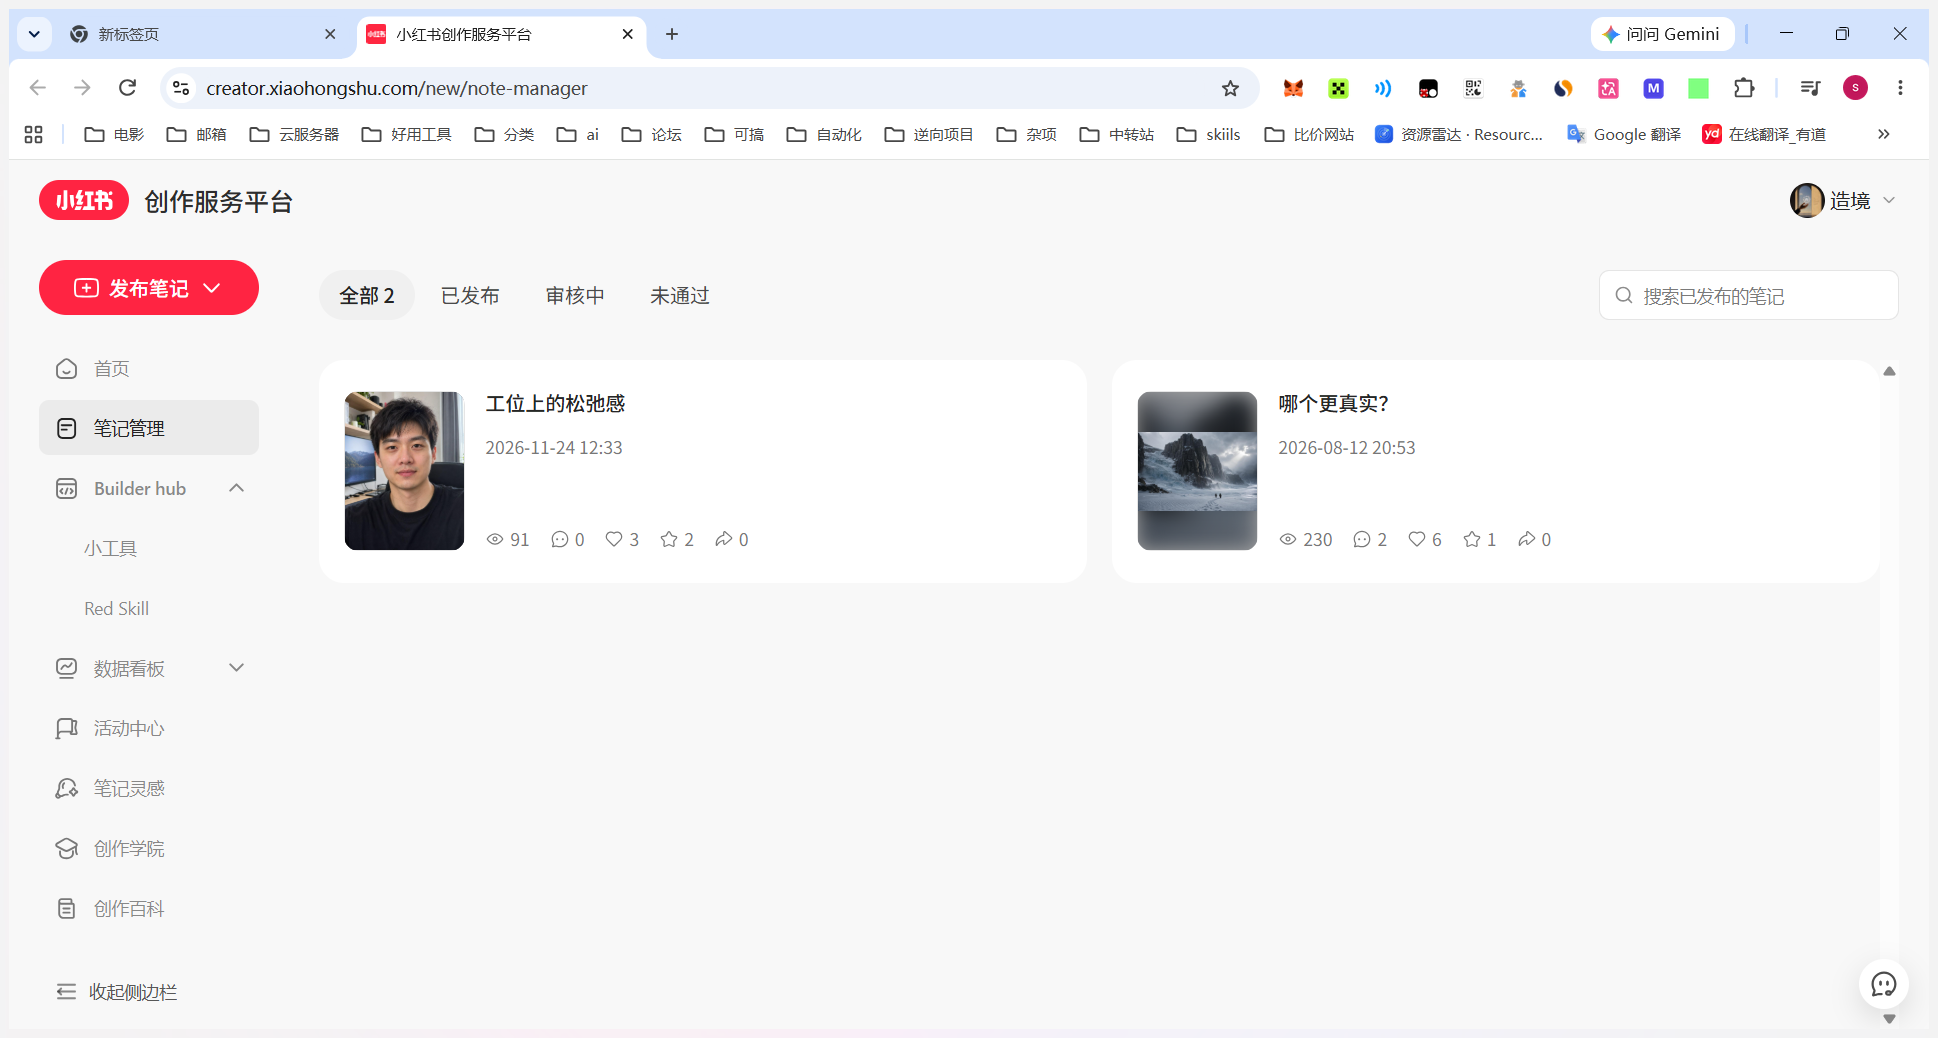 新标签页
小红书
小红书创作服务平台
问问 Gemini
creator.xiaohongshu.com/new/note-manager
S
电影
邮箱
云服务器
好用工具
分类
ai
论坛
可搞
自动化
逆向项目
杂项
中转站
skiils
比价网站
资源雷达 · Resourc...
Google 翻译
yd
在线翻译_有道
小红书
创作服务平台
造境
发布笔记
全部 2
已发布
审核中
未通过
搜索已发布的笔记
首页
笔记管理
Builder hub
小工具
Red Skill
数据看板
活动中心
笔记灵感
创作学院
创作百科
收起侧边栏
工位上的松弛感
2026-11-24 12:33
91
0
3
2
0
哪个更真实?
2026-08-12 20:53
230
2
6
1
0